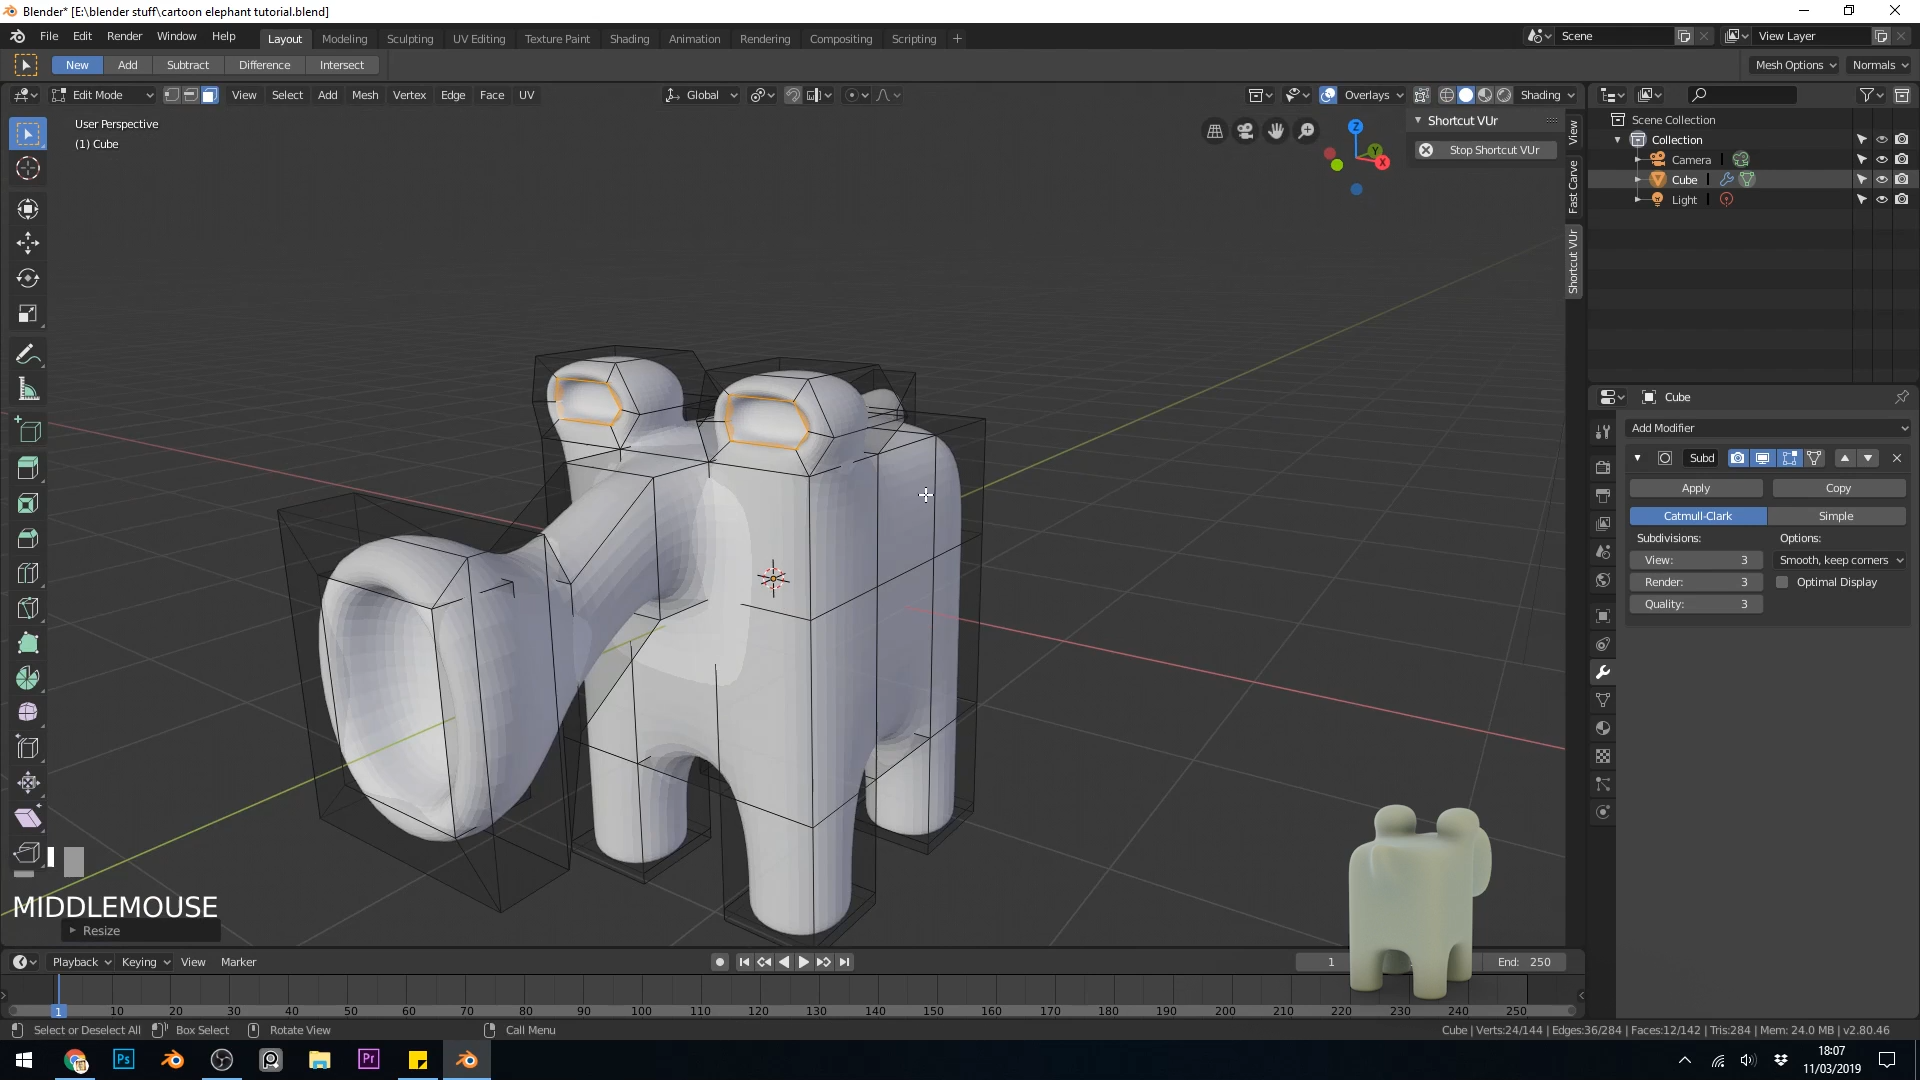 Blender* [E:\blender stuff\cartoon elephant tutorial.blend]
File Edit Render Window Help Layout Modeling Sculpting UV Editing Texture Paint Shading Animation Rendering Compositing Scripting + Scene View Layer
New Add Subtract Difference Intersect Mesh Options Normals
Edit Mode View Select Add Mesh Vertex Edge Face UV Global Overlays Shading
User Perspective
(1) Cube
Shortcut VUr
Stop Shortcut VUr
View
Fast Carve
Shortcut VUr
Z
Y
X
Scene Collection
Collection
Camera
Cube
Light
Cube
Add Modifier
Subd
Apply Copy
Catmull-Clark Simple
Subdivisions: Options:
View: 3 Smooth, keep corners
Render: 3 Optimal Display
Quality: 3
MIDDLEMOUSE
Resize
Playback Keying View Marker 1 End: 250
1 10 20 30 40 50 60 70 80 90 100 110 120 130 140 150 160 170 180 190 200 210 220 230 240 250
Select or Deselect All Box Select Rotate View Call Menu Cube | Verts:24/144 | Edges:36/284 | Faces:12/142 | Tris:284 | Mem: 24.0 MB | v2.80.46
Ps Pr
18:07
11/03/2019